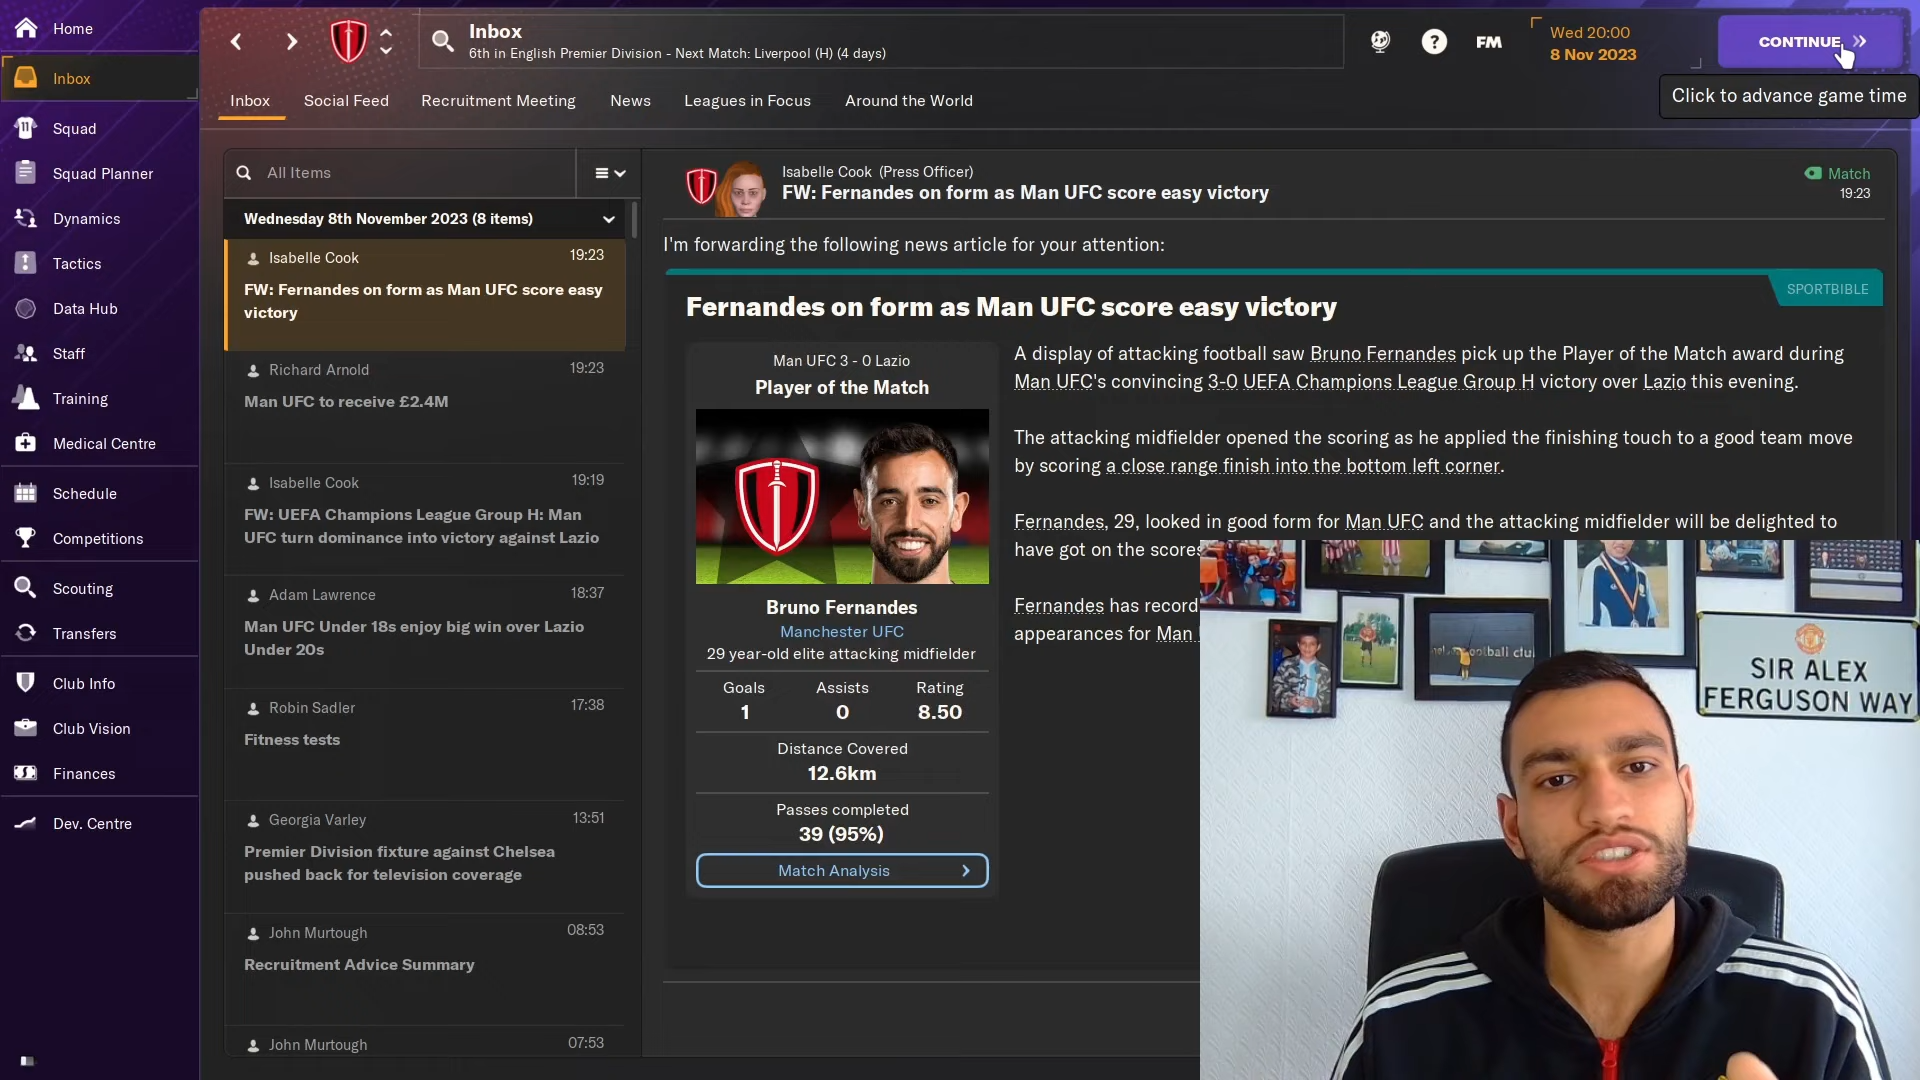 Home
Inbox
Squad
Squad Planner
Dynamics
Tactics
Data Hub
Staff
Training
Medical Centre
Schedule
Competitions
Scouting
Transfers
Club Info
Club Vision
Finances
Dev. Centre
Inbox
6th in English Premier Division - Next Match: Liverpool (H) (4 days)
?
FM
Wed 20:00
8 Nov 2023
CONTINUE
Click to advance game time
Inbox
Social Feed
Recruitment Meeting
News
Leagues in Focus
Around the World
All Items
Wednesday 8th November 2023 (8 items)
Isabelle Cook 19:23
FW: Fernandes on form as Man UFC score easy
victory
Richard Arnold 19:23
Man UFC to receive £2.4M
Isabelle Cook 19:19
FW: UEFA Champions League Group H: Man
UFC turn dominance into victory against Lazio
Adam Lawrence 18:37
Man UFC Under 18s enjoy big win over Lazio
Under 20s
Robin Sadler 17:38
Fitness tests
Georgia Varley 13:51
Premier Division fixture against Chelsea
pushed back for television coverage
John Murtough 08:53
Recruitment Advice Summary
John Murtough 07:53
Isabelle Cook (Press Officer)
FW: Fernandes on form as Man UFC score easy victory
Match
19:23
I'm forwarding the following news article for your attention:
SPORTBIBLE
Fernandes on form as Man UFC score easy victory
Man UFC 3 - 0 Lazio
Player of the Match
Bruno Fernandes
Manchester UFC
29 year-old elite attacking midfielder
Goals Assists Rating
1 0 8.50
Distance Covered
12.6km
Passes completed
39 (95%)
Match Analysis
A display of attacking football saw Bruno Fernandes pick up the Player of the Match award during
Man UFC's convincing 3-0 UEFA Champions League Group H victory over Lazio this evening.
The attacking midfielder opened the scoring as he applied the finishing touch to a good team move
by scoring a close range finish into the bottom left corner.
Fernandes, 29, looked in good form for Man UFC and the attacking midfielder will be delighted to
have got on the scores
Fernandes has record
appearances for Man
SIR ALEX
FERGUSON WAY